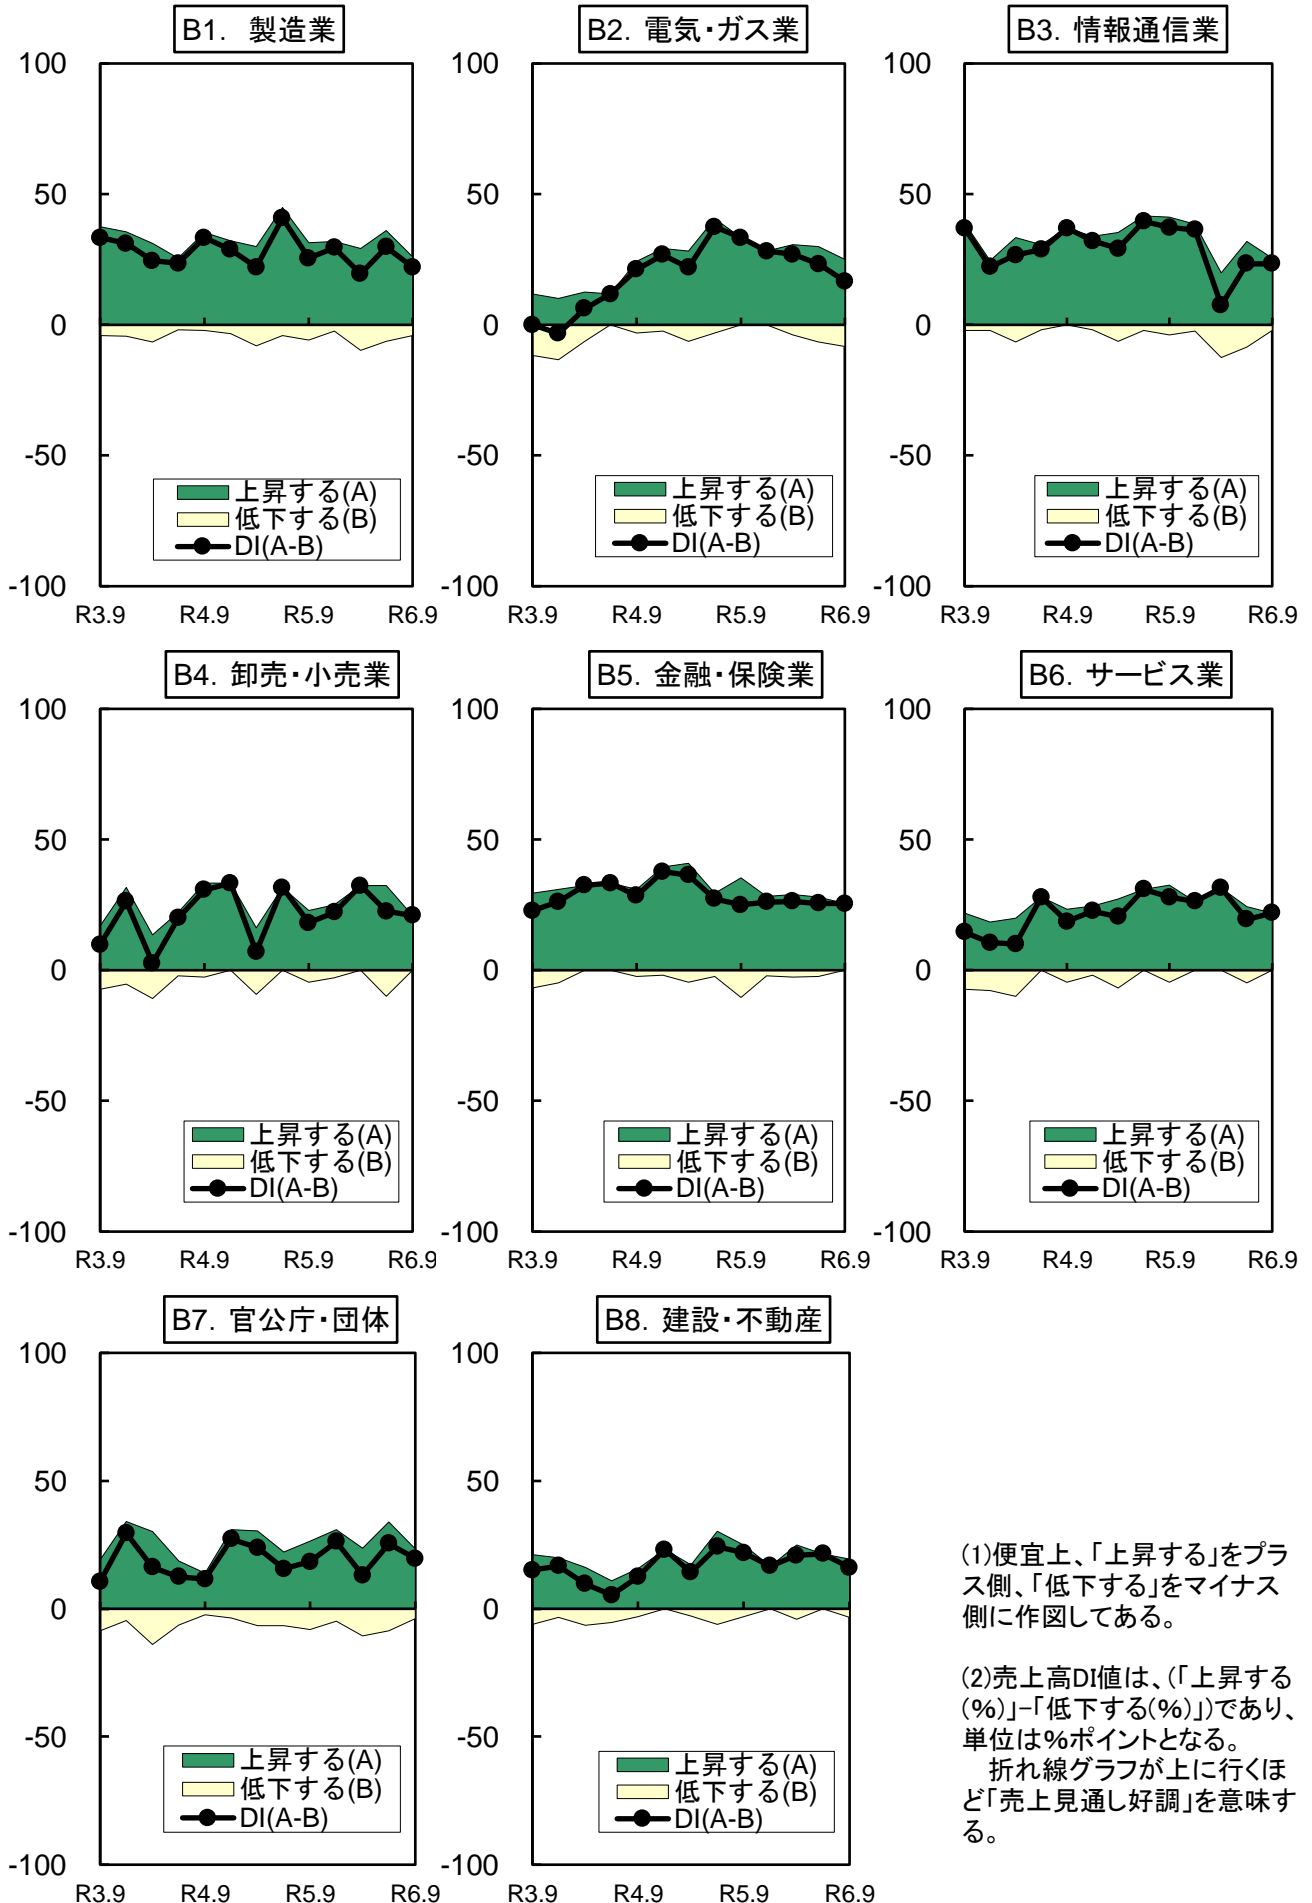 B1. 製造業
100
50
0
-50
-100
上昇する(A)
低下する(B)
DI(A-B)
R3.9 R4.9 R5.9 R6.9
B2. 電気・ガス業
100
50
0
-50
-100
上昇する(A)
低下する(B)
DI(A-B)
R3.9 R4.9 R5.9 R6.9
B3. 情報通信業
100
50
0
-50
-100
上昇する(A)
低下する(B)
DI(A-B)
R3.9 R4.9 R5.9 R6.9
B4. 卸売・小売業
100
50
0
-50
-100
上昇する(A)
低下する(B)
DI(A-B)
R3.9 R4.9 R5.9 R6.9
B5. 金融・保険業
100
50
0
-50
-100
上昇する(A)
低下する(B)
DI(A-B)
R3.9 R4.9 R5.9 R6.9
B6. サービス業
100
50
0
-50
-100
上昇する(A)
低下する(B)
DI(A-B)
R3.9 R4.9 R5.9 R6.9
B7. 官公庁・団体
100
50
0
-50
-100
上昇する(A)
低下する(B)
DI(A-B)
R3.9 R4.9 R5.9 R6.9
B8. 建設・不動産
100
50
0
-50
-100
上昇する(A)
低下する(B)
DI(A-B)
R3.9 R4.9 R5.9 R6.9
(1)便宜上、「上昇する」をプラ
ス側、「低下する」をマイナス
側に作図してある。
(2)売上高DI値は、(「上昇する
(%)」-「低下する(%)」)であり、
単位は%ポイントとなる。
折れ線グラフが上に行くほ
ど「売上見通し好調」を意味す
る。